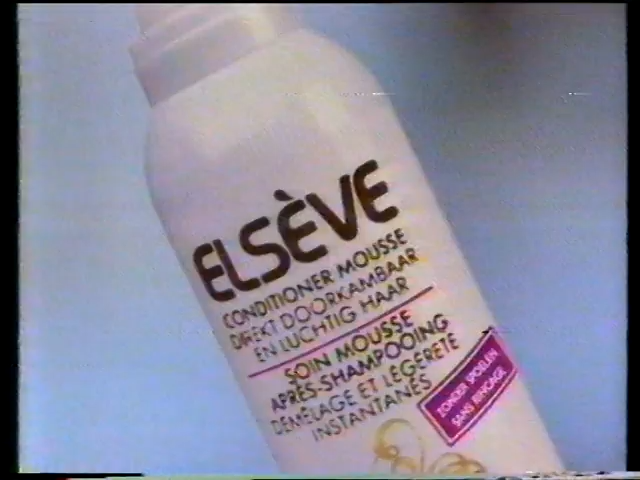 ELSÈVE
CONDITIONER MOUSSE
DIREKT DOORKAMBAAR
EN LUCHTIG HAAR
SOIN MOUSSE
APRÈS-SHAMPOOING
DEMÊLAGE ET LÉGÈRETÉ
INSTANTANÉS
ZONDER SPOELEN
SANS RINÇAGE